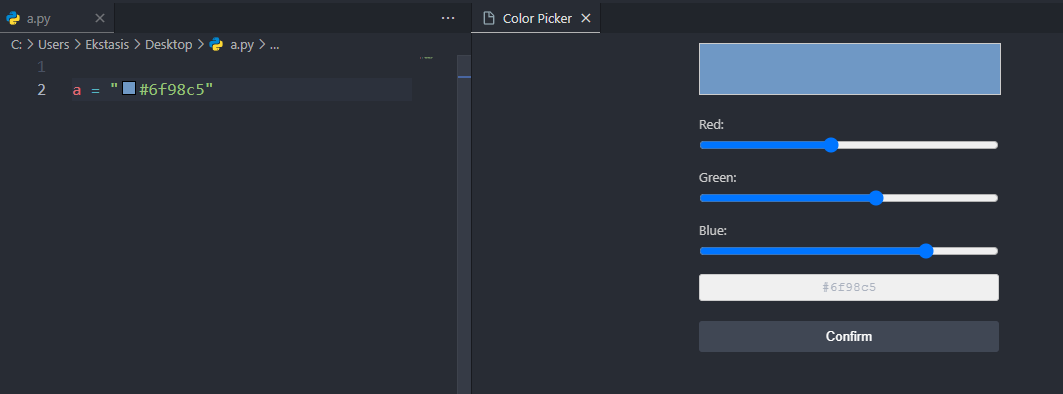 a.py
C: > Users > Ekstasis > Desktop > a.py > ...
1
2 a = "#6f98c5"
Color Picker
Red:
Green:
Blue:
#6f98c5
Confirm